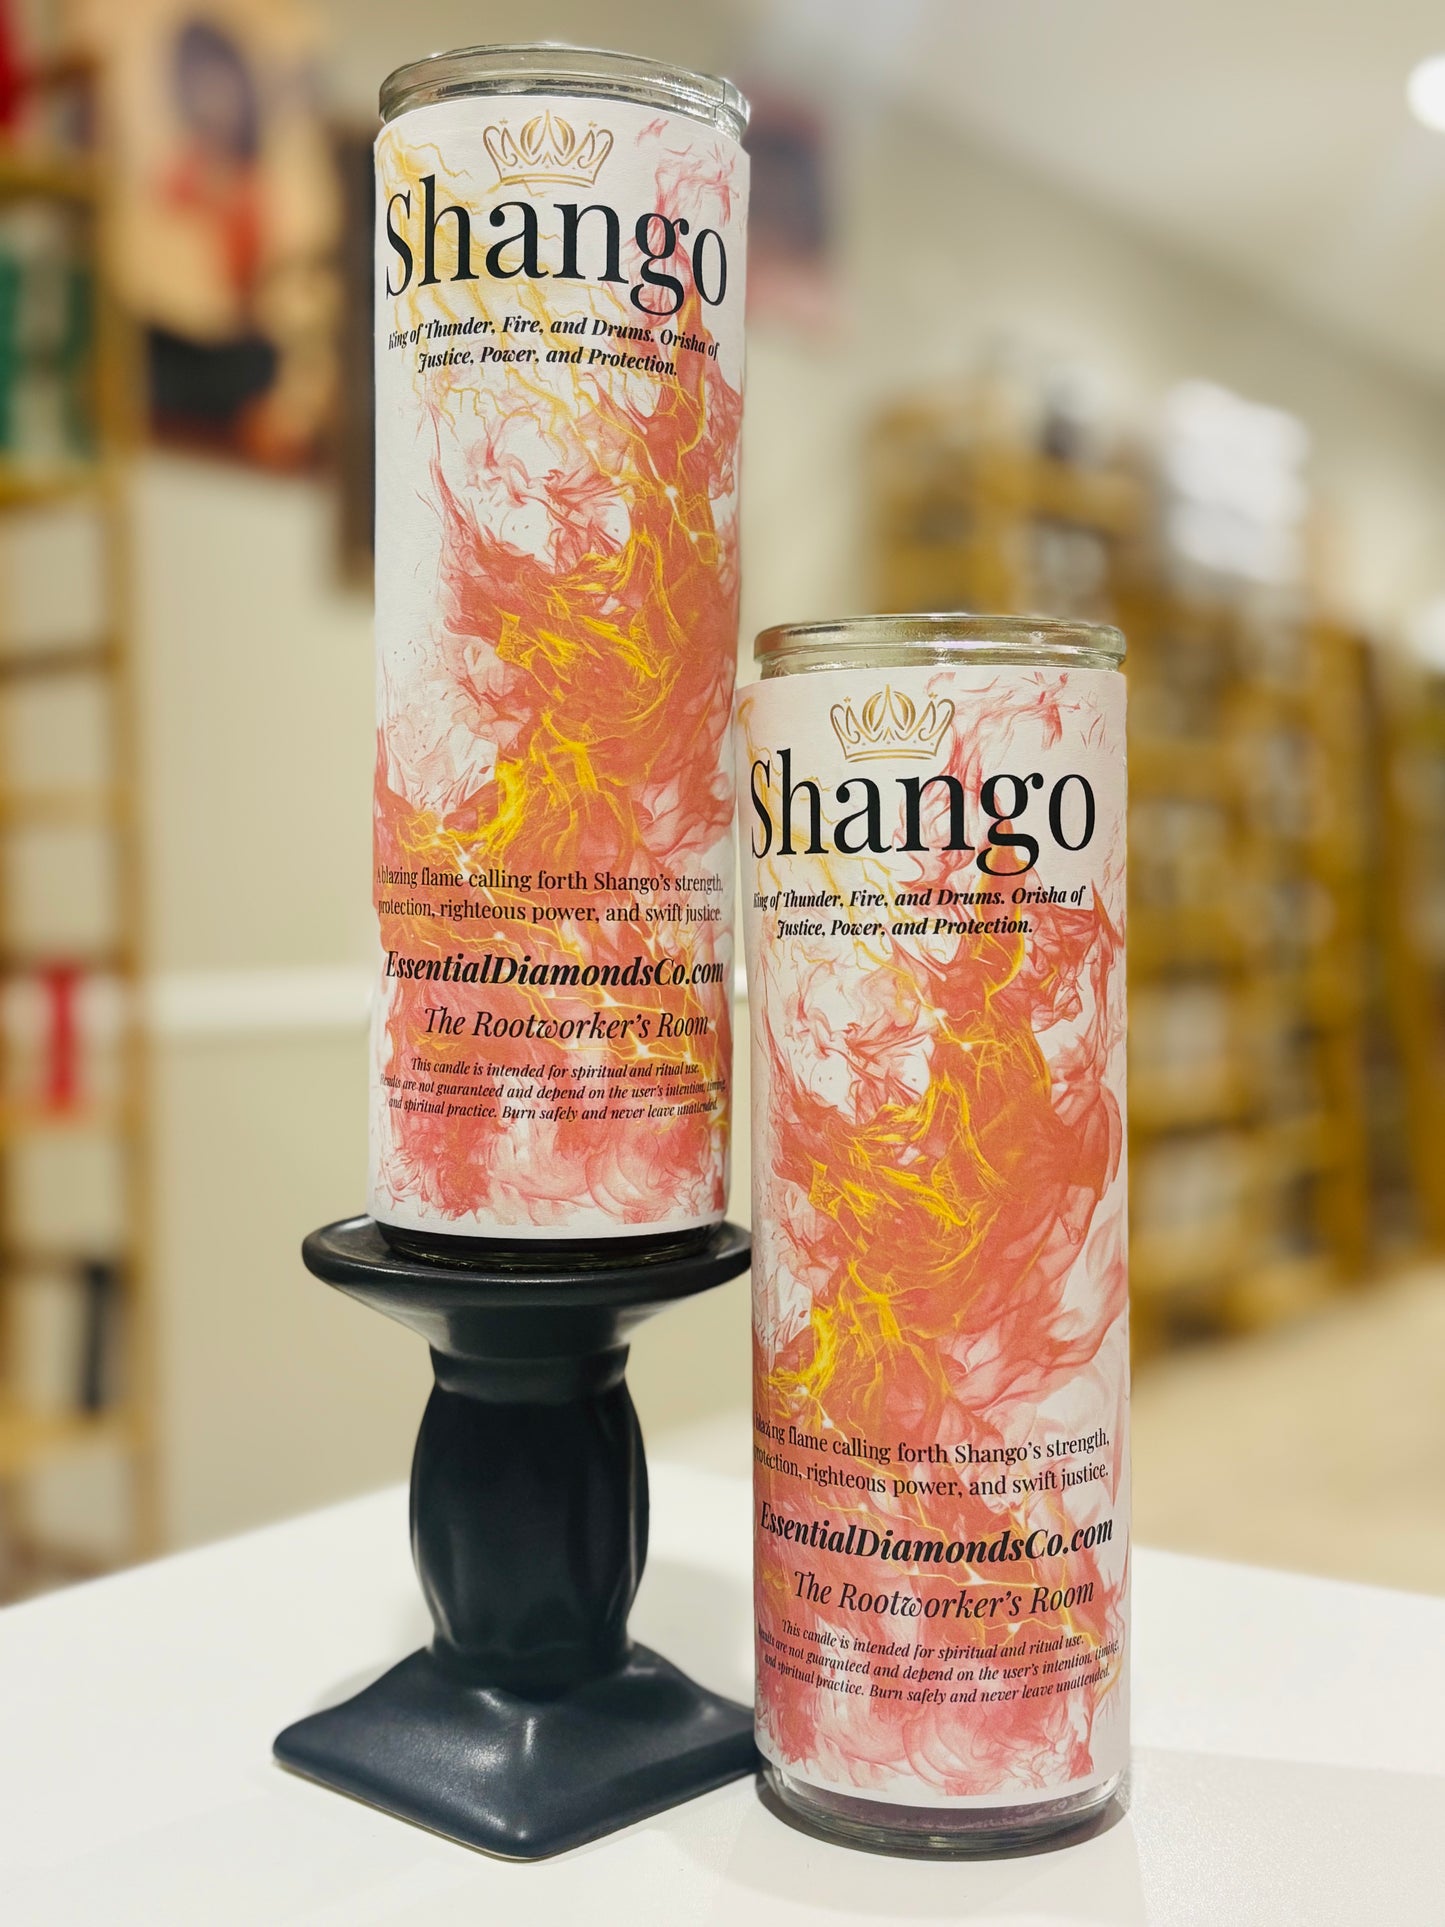 Shango
King of Thunder, Fire, and Drums. Orisha of
Justice, Power, and Protection.
A blazing flame calling forth Shango's strength,
protection, righteous power, and swift justice.
EssentialDiamondsCo.com
The Rootworker's Room
This candle is intended for spiritual and ritual use.
Results are not guaranteed and depend on the user's intention, timing,
and spiritual practice. Burn safely and never leave unattended.
Shango
King of Thunder, Fire, and Drums. Orisha of
Justice, Power, and Protection.
blazing flame calling forth Shango's strength,
protection, righteous power, and swift justice.
EssentialDiamondsCo.com
The Rootworker's Room
This candle is intended for spiritual and ritual use.
Results are not guaranteed and depend on the user's intention, timing,
and spiritual practice. Burn safely and never leave unattended.